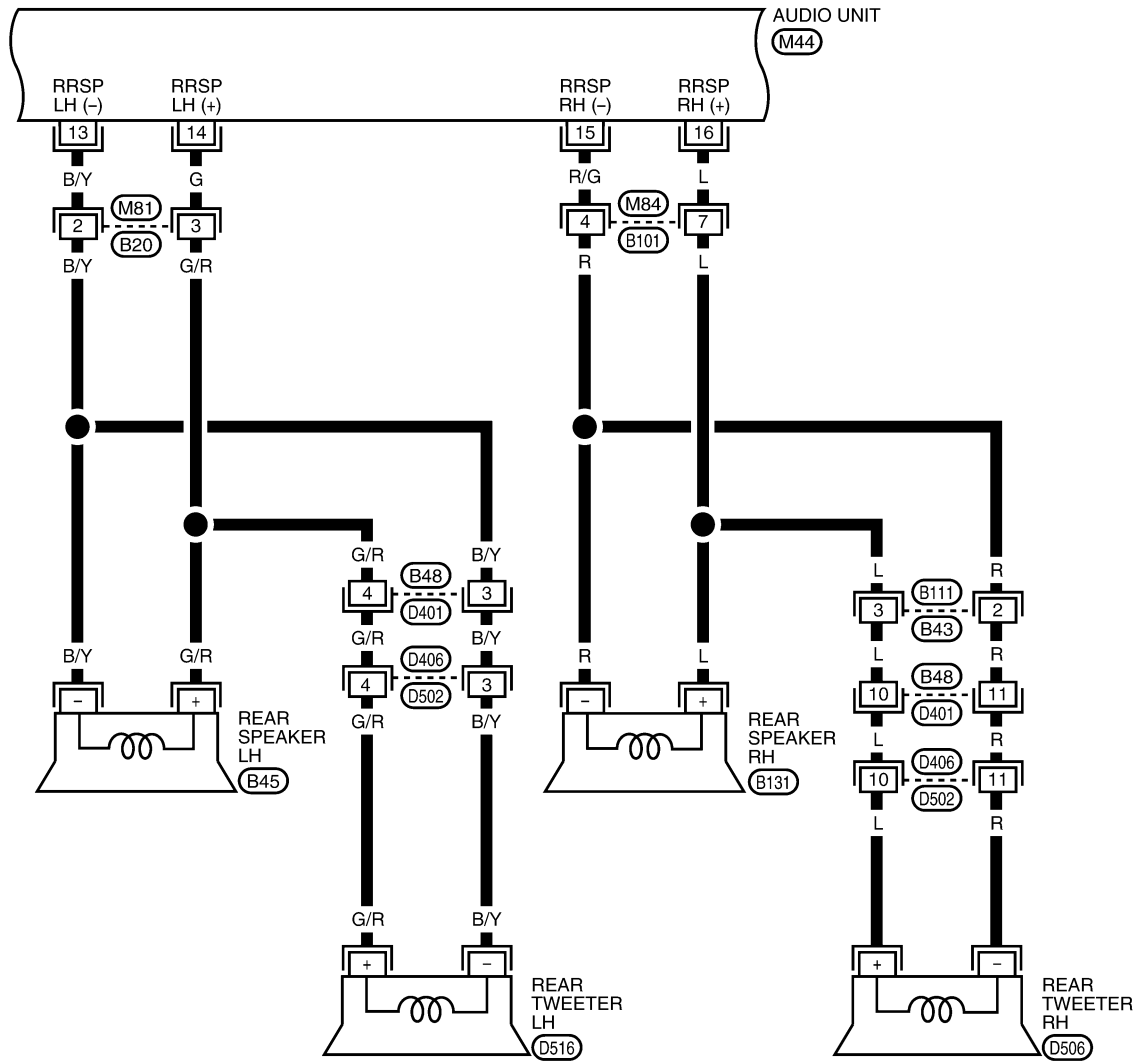 AUDIO UNIT
M44
RRSP RRSP RRSP RRSP
LH (–) LH (+) RH (–) RH (+)
13 14 15 16
B/Y G R/G L
M81 M84
2 3 4 7
B20 B101
B/Y G/R R L
G/R B/Y
B48
4 3
D401
L R
B111
3 2
B43
G/R B/Y
D406
4 3
D502
B/Y G/R R L
L R
B48
10 11
D401
– + – +
G/R B/Y
REAR
SPEAKER
LH
B45
REAR
SPEAKER
RH
B131
L R
D406
10 11
D502
L R
G/R B/Y
+ – + –
REAR
TWEETER
LH
D516
REAR
TWEETER
RH
D506